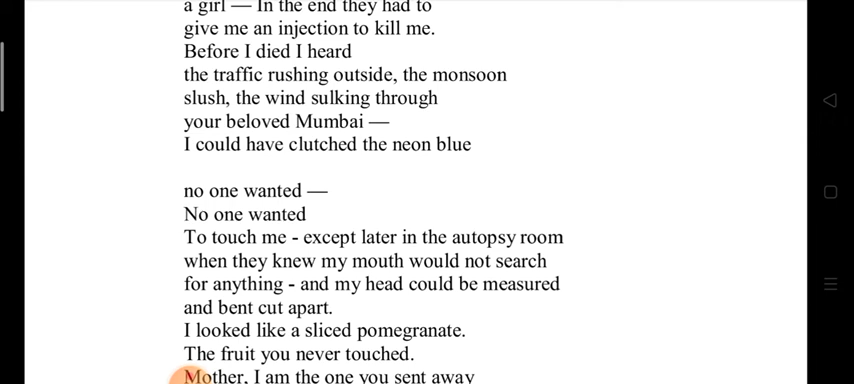 a girl — In the end they had to
give me an injection to kill me.
Before I died I heard
the traffic rushing outside, the monsoon
slush, the wind sulking through
your beloved Mumbai —
I could have clutched the neon blue
no one wanted —
No one wanted
To touch me - except later in the autopsy room
when they knew my mouth would not search
for anything - and my head could be measured
and bent cut apart.
I looked like a sliced pomegranate.
The fruit you never touched.
Mother, I am the one you sent away